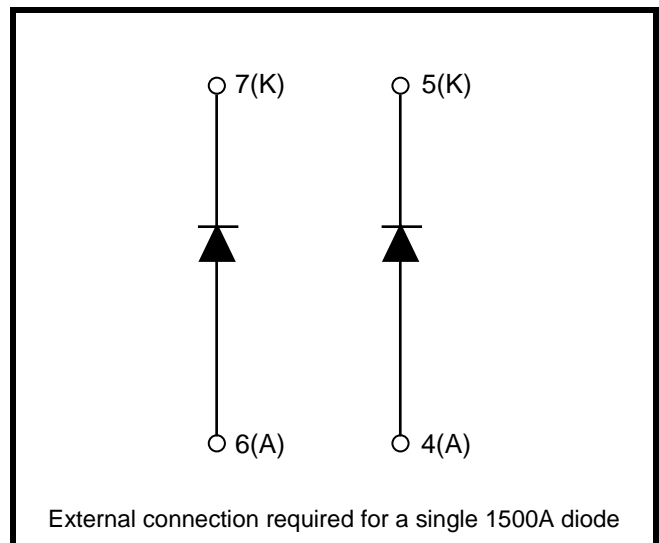 7(K) 5(K)
6(A) 4(A)
External connection required for a single 1500A diode